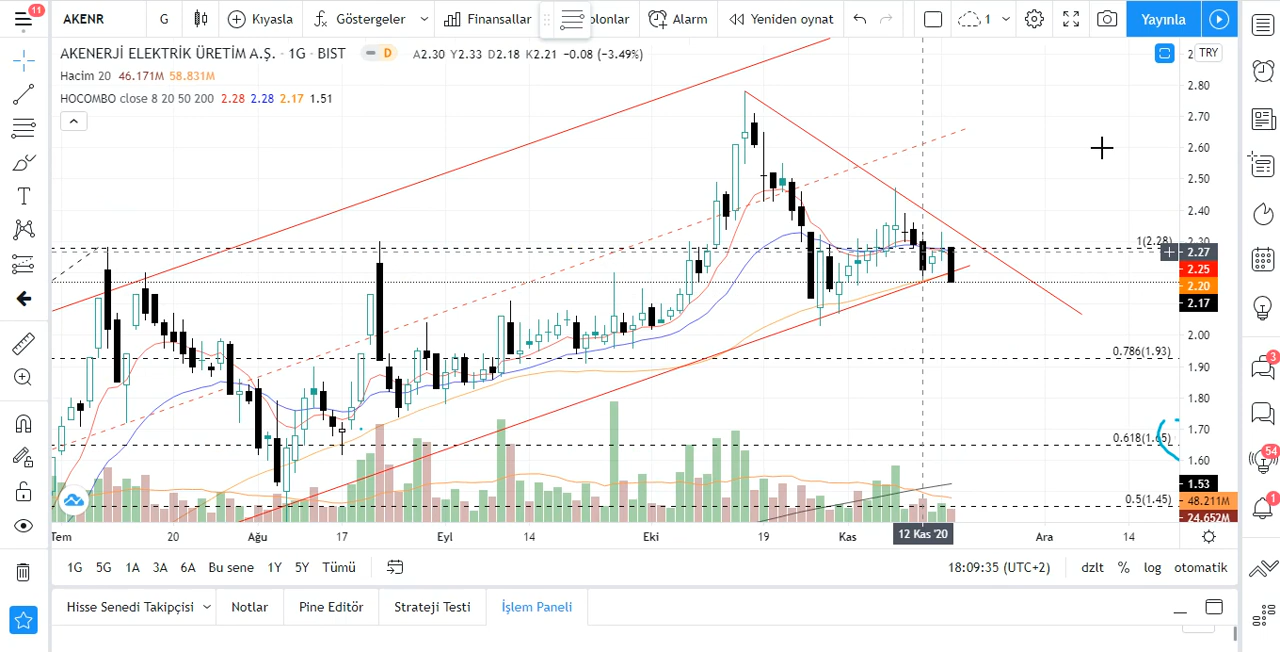 11
AKENR G Kıyasla Göstergeler Finansallar olonlar Alarm Yeniden oynat 1 Yayınla
AKENERJİ ELEKTRİK ÜRETİM A.Ş. · 1G · BIST D A2.30 Y2.33 D2.18 K2.21 −0.08 (−3.49%)
TRY
Hacim 20 46.171M 58.831M
HOCOMBO close 8 20 50 200 2.28 2.28 2.17 1.51
2.80
2.70
2.60
2.50
2.40
1(2.28)
2.27
2.25
2.20
2.17
2.00
0.786(1.93)
1.90
1.80
1.70
0.618(1.65)
1.60
1.53
0.5(1.45)
48.211M
24.652M
3
54
1
Tem 20 Ağu 17 Eyl 14 Eki 19 Kas 12 Kas '20 Ara 14
1G 5G 1A 3A 6A Bu sene 1Y 5Y Tümü 18:09:35 (UTC+2) dzlt % log otomatik
Hisse Senedi Takipçisi Notlar Pine Editör Strateji Testi İşlem Paneli